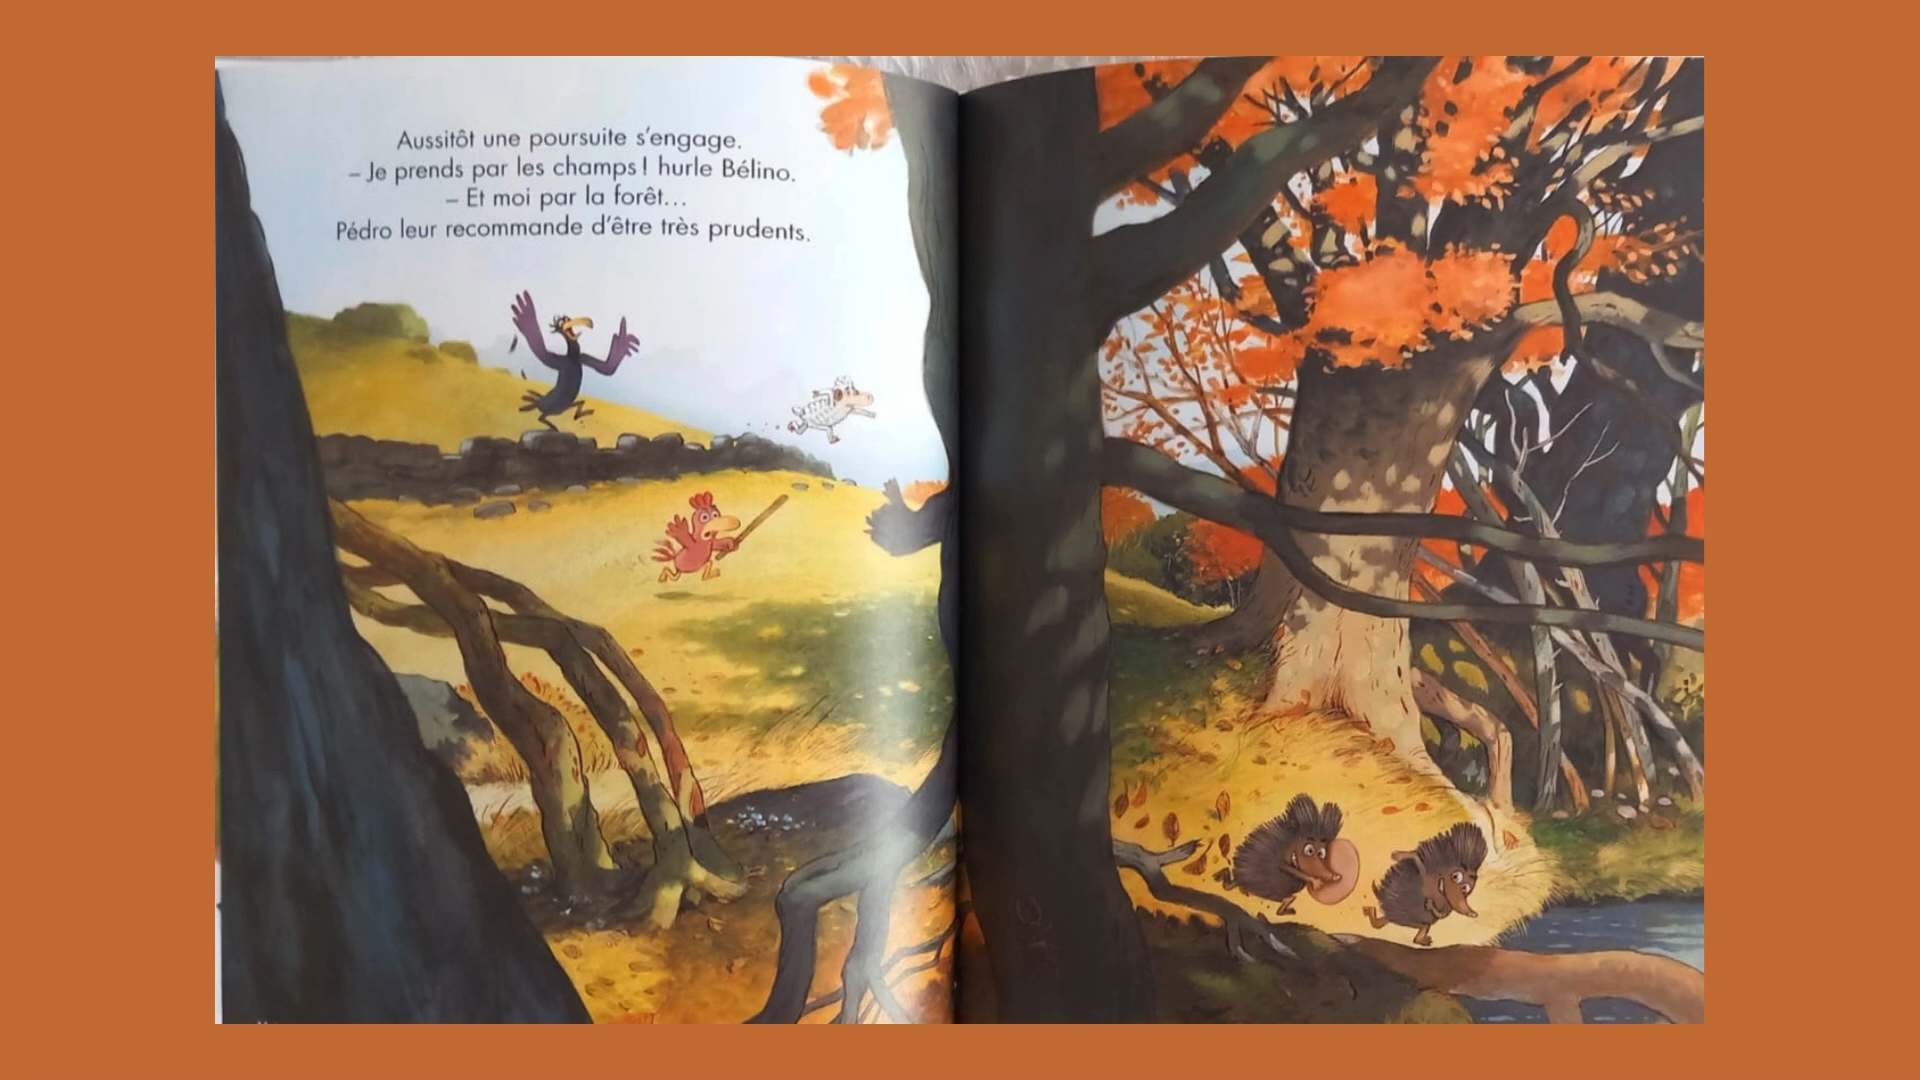 Aussitôt une poursuite s'engage.
– Je prends par les champs ! hurle Bélino.
– Et moi par la forêt…
Pédro leur recommande d'être très prudents.